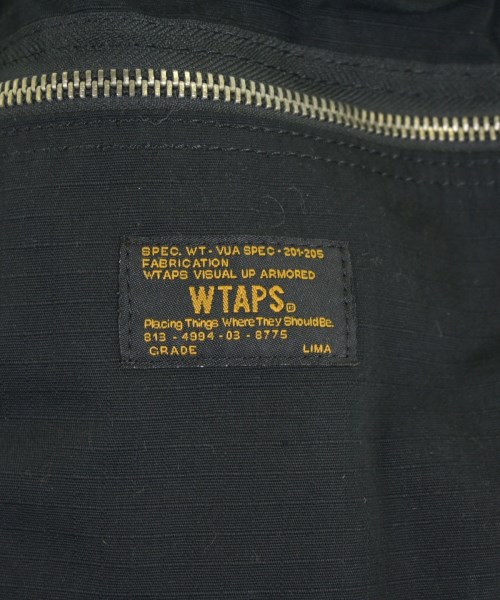 SPEC. WT - VUA SPEC - 201-205
FABRICATION
WTAPS VISUAL UP ARMORED
WTAPS®
Placing Things Where They Should Be.
813 - 4994 - 03 - 8775
GRADE LIMA